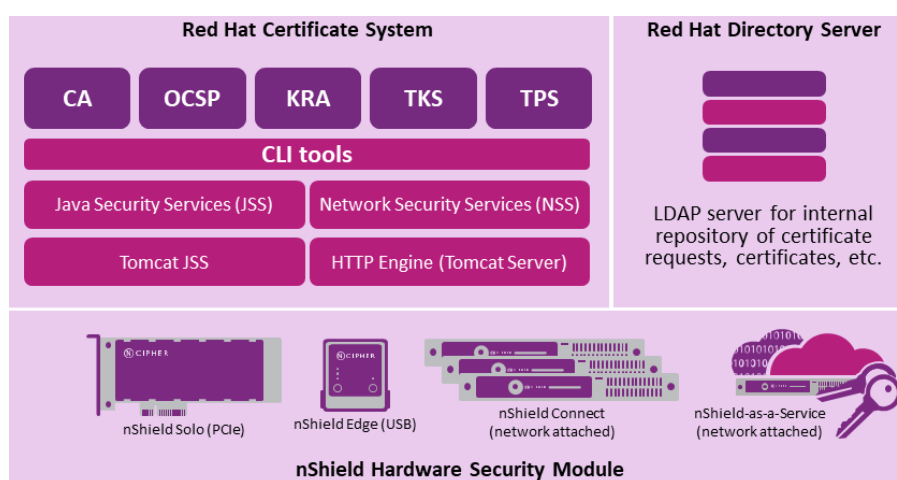 Red Hat Certificate System
CA
OCSP
KRA
TKS
TPS
CLI tools
Java Security Services (JSS)
Network Security Services (NSS)
Tomcat JSS
HTTP Engine (Tomcat Server)
Red Hat Directory Server
LDAP server for internal
repository of certificate
requests, certificates, etc.
NCIPHER
nShield Solo (PCIe)
NCIPHER
nShield Edge (USB)
nShield Connect
(network attached)
nShield-as-a-Service
(network attached)
nShield Hardware Security Module